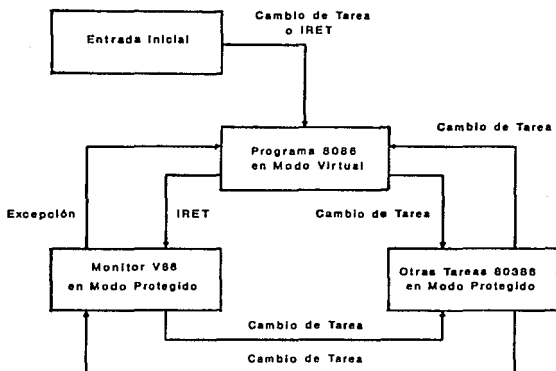 Cambio de Tarea
o IRET
Entrada Inicial
Cambio de Tarea
Programa 8086
en Modo Virtual
Excepción
IRET
Cambio de Tarea
Monitor V86
en Modo Protegido
Otras Tareas 80386
en Modo Protegido
Cambio de Tarea
Cambio de Tarea